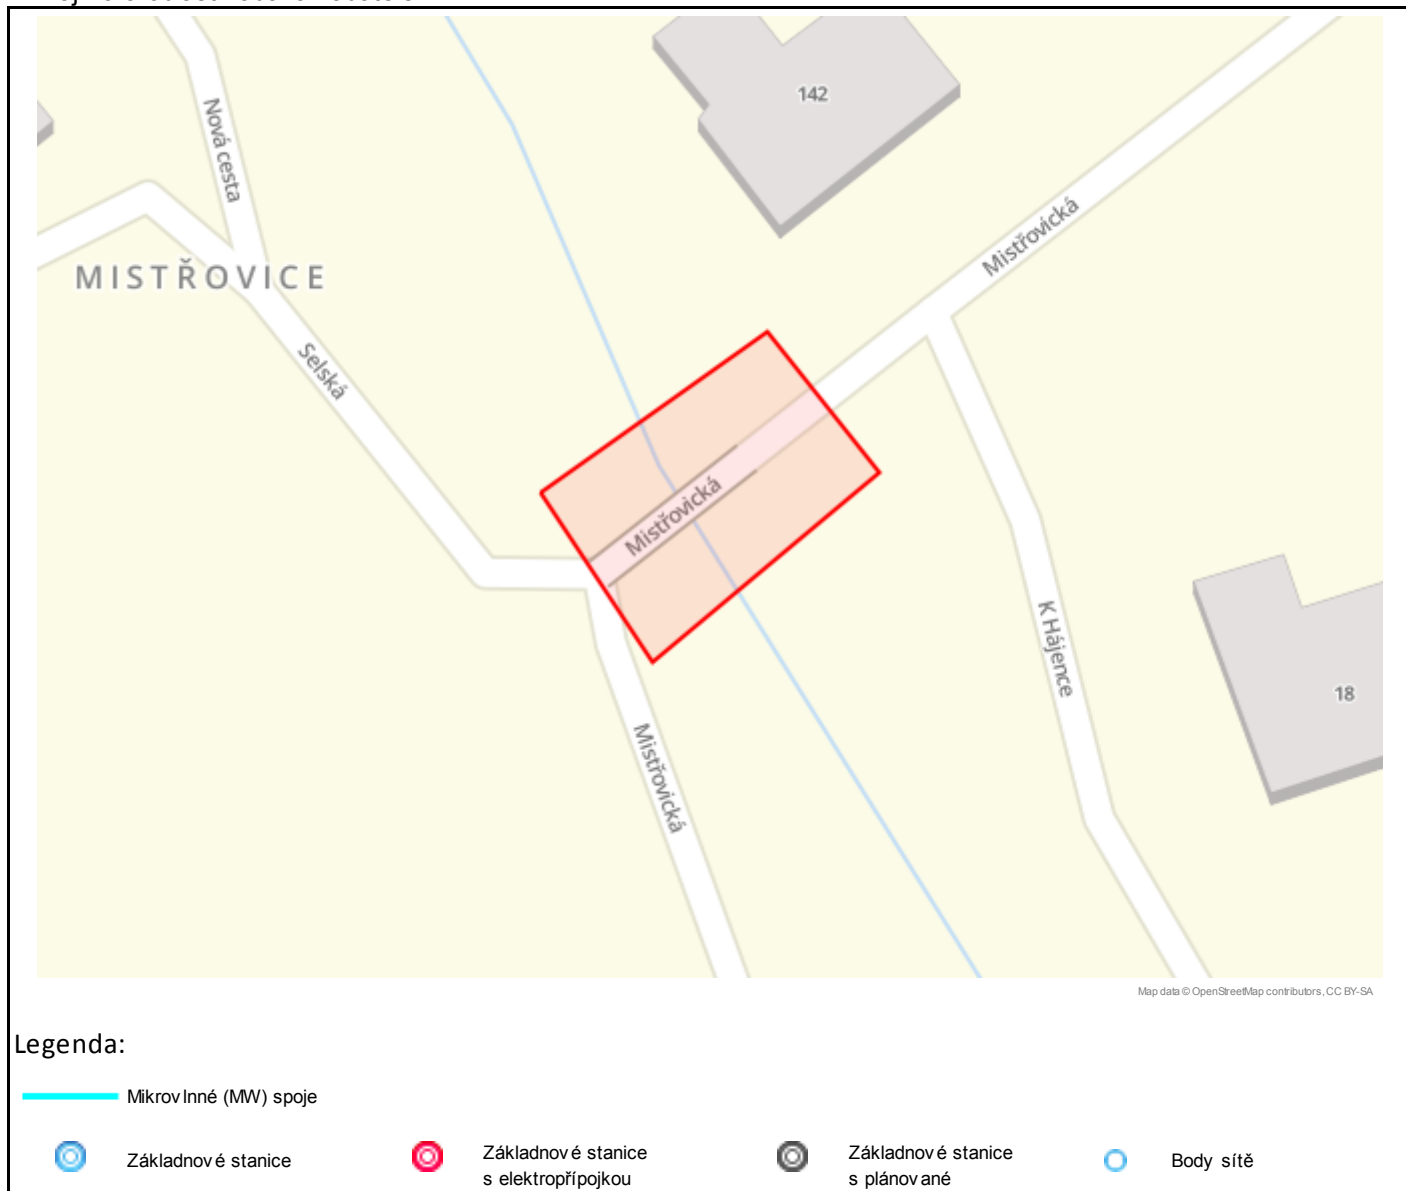 142
Nová cesta
Mistřovická
MISTŘOVICE
Selská
Mistřovická
K Hájence
18
Mistřovická
Map data © OpenStreetMap contributors, CC BY-SA
Legenda:
Mikrovlnné (MW) spoje
Základnové stanice
Základnové stanice
s elektropřípojkou
Základnové stanice
s plánované
Body sítě